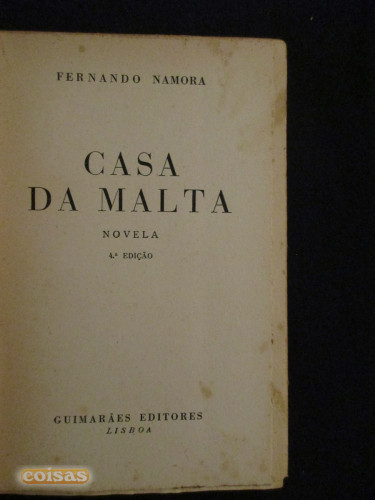 FERNANDO NAMORA
CASA
DA MALTA
NOVELA
4.ª EDIÇÃO
GUIMARÃES EDITORES
LISBOA
coisas